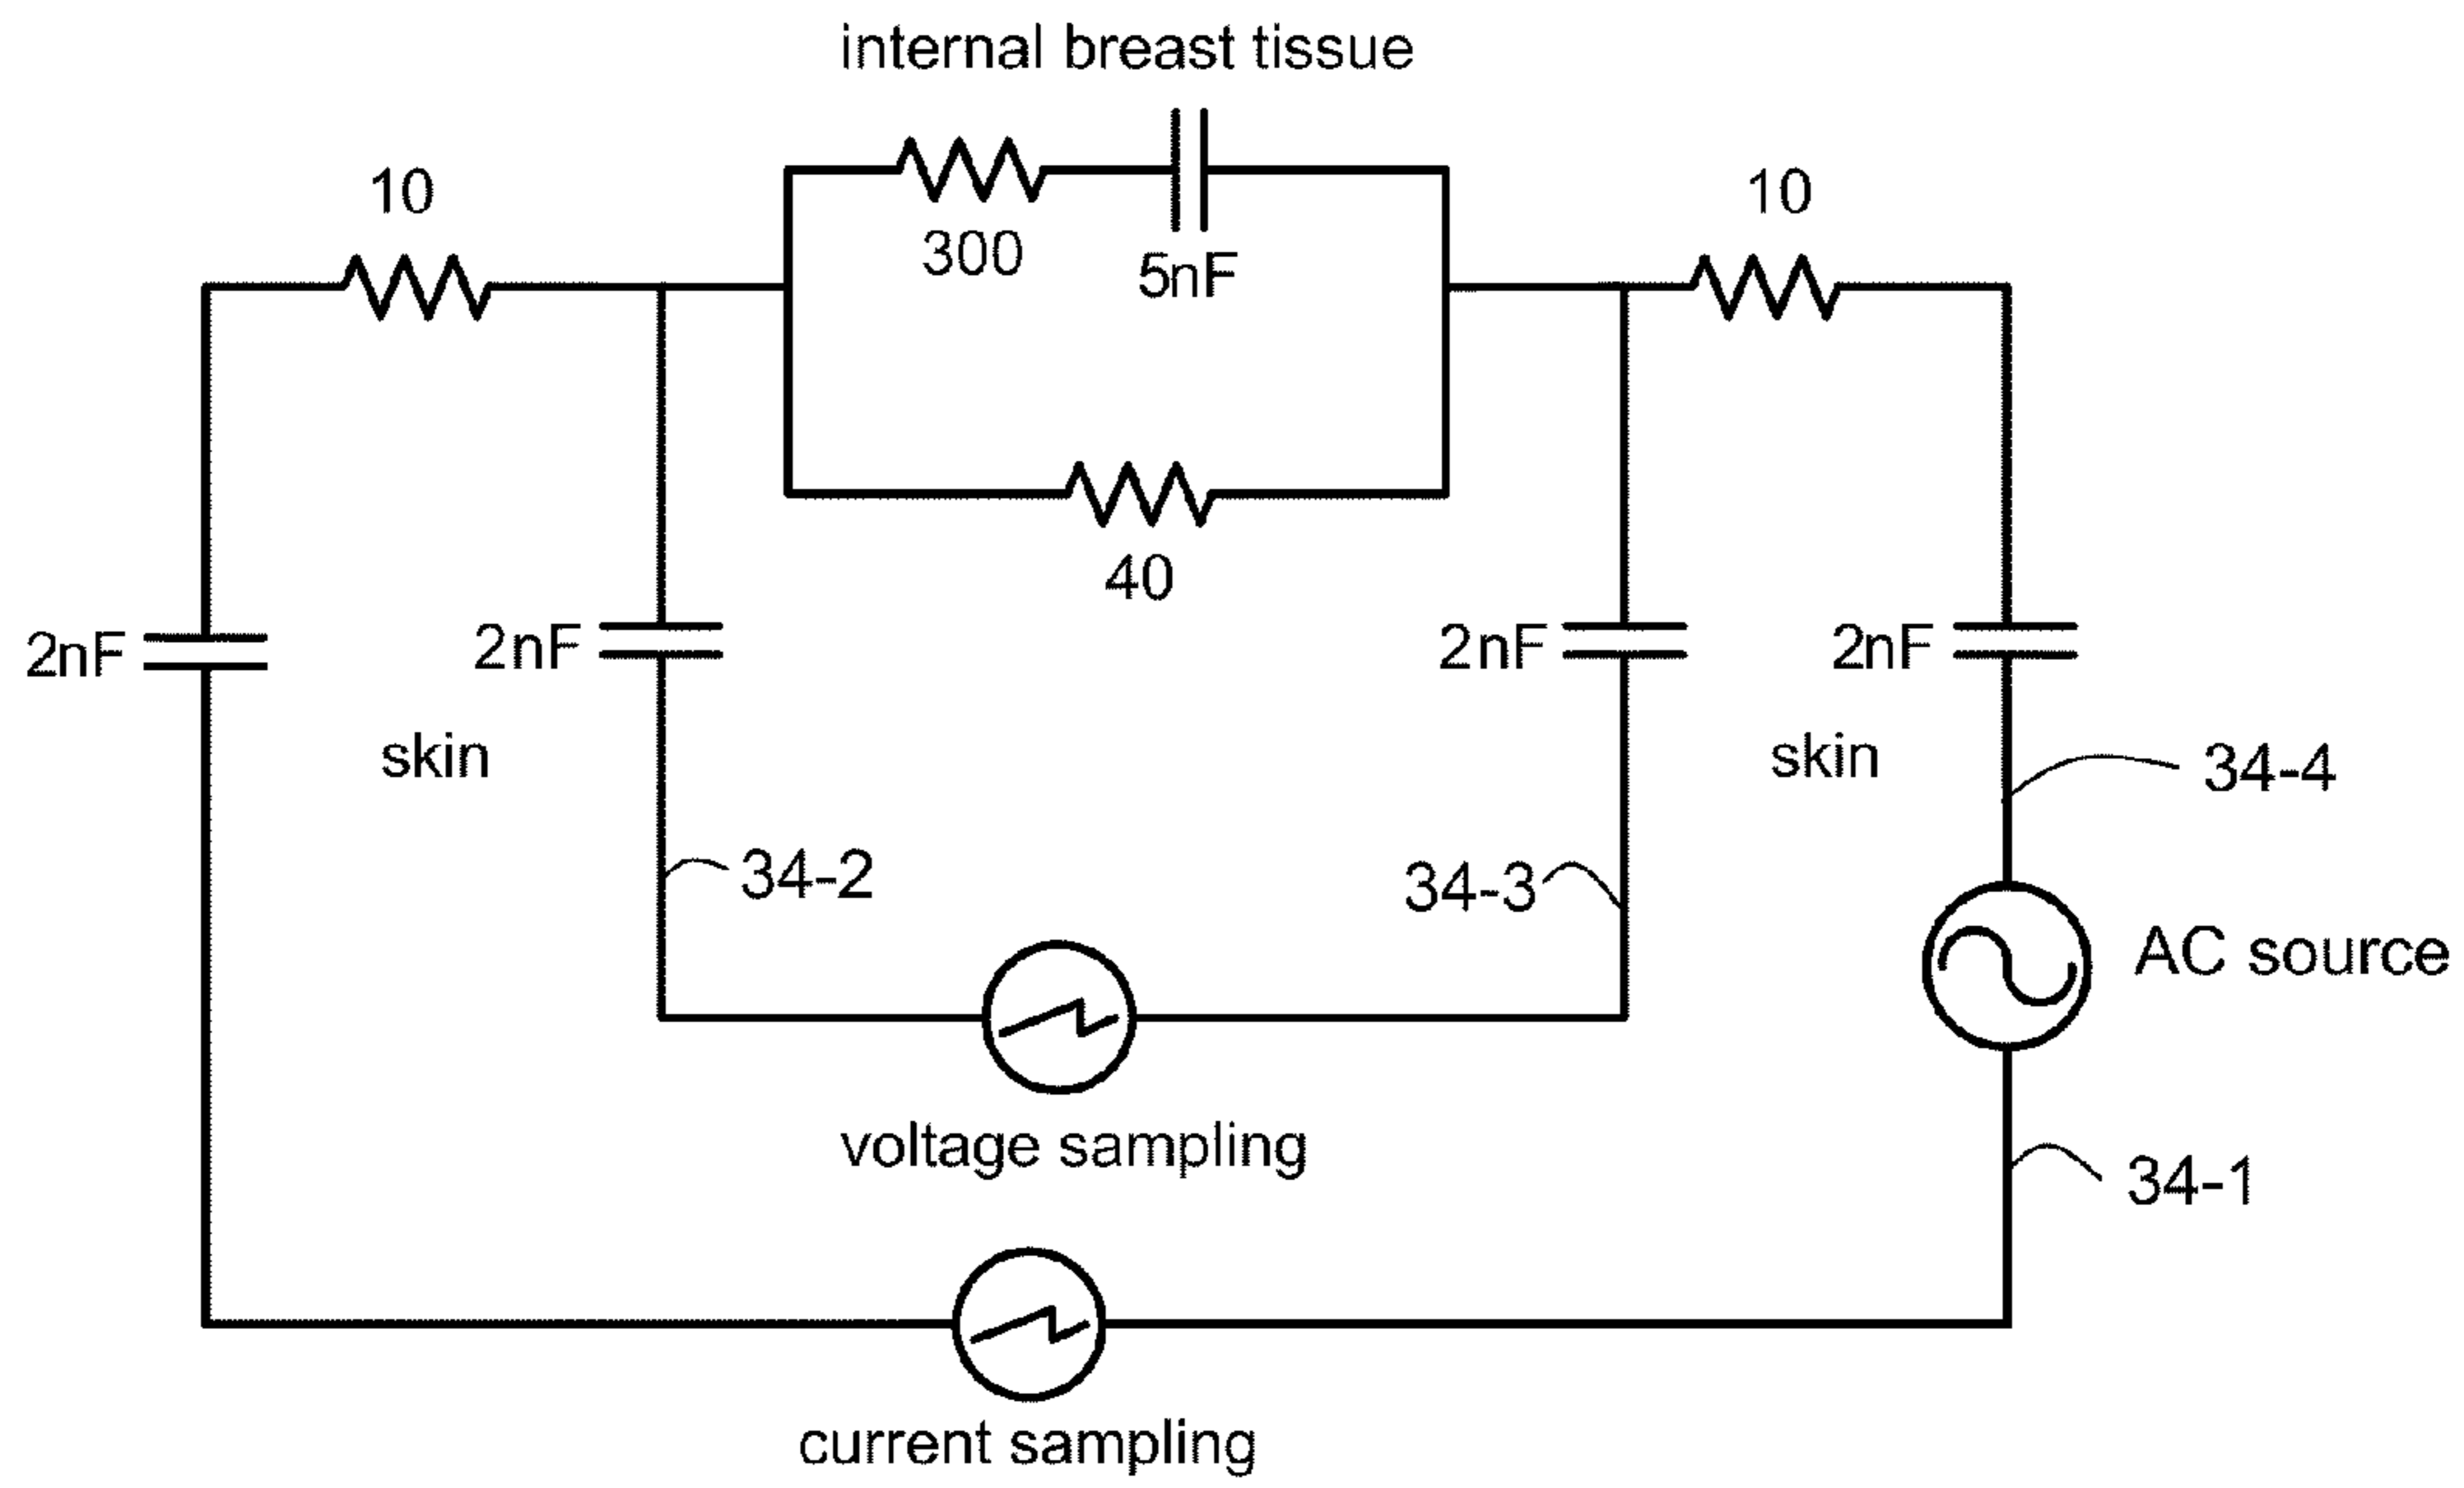 internal breast tissue
10
10
300
5nF
40
2nF
2nF
2nF
2nF
skin
skin
34-4
34-2
34-3
AC source
voltage sampling
34-1
current sampling